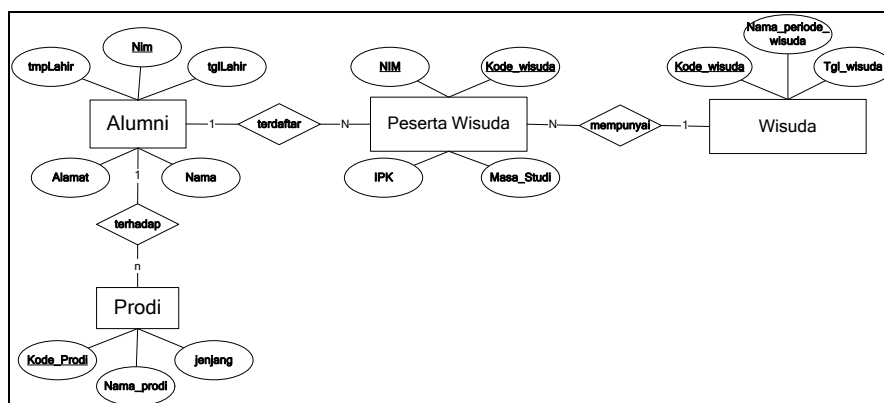 Nim
tmpLahir
tglLahir
Alumni
Alamat
Nama
1
terdaftar
N
NIM
Kode_wisuda
Peserta Wisuda
IPK
Masa_Studi
N
mempunyai
1
Nama_periode_
wisuda
Kode_wisuda
Tgl_wisuda
Wisuda
1
terhadap
n
Prodi
Kode_Prodi
Nama_prodi
jenjang